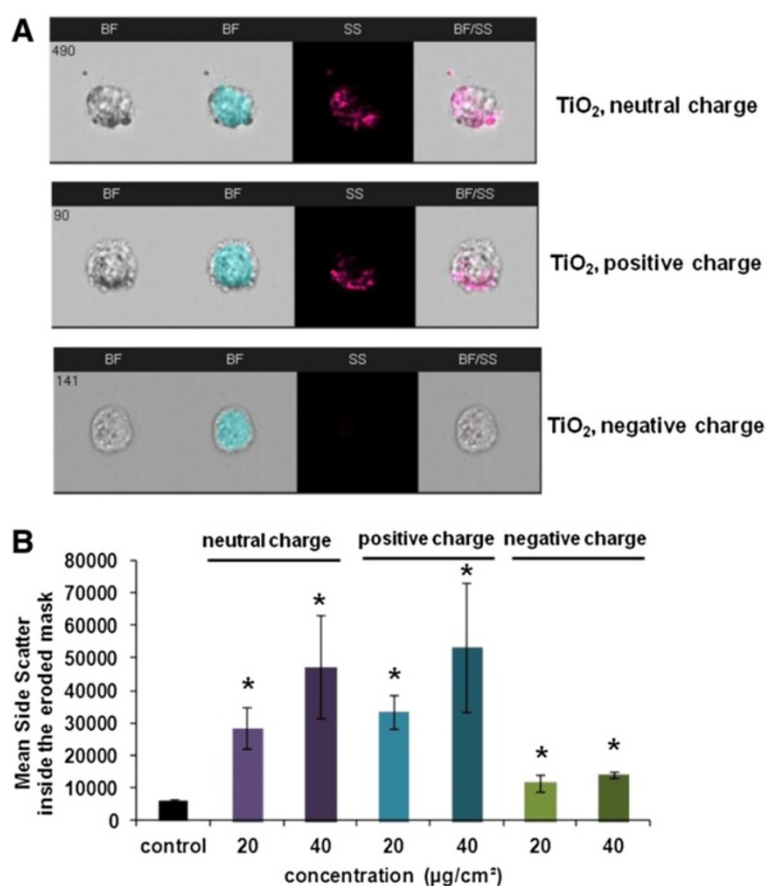 A
BF BF SS BF/SS
490
TiO₂, neutral charge
BF BF SS BF/SS
90
TiO₂, positive charge
BF BF SS BF/SS
141
TiO₂, negative charge
B
neutral charge positive charge negative charge
80000
70000
60000
50000
40000
30000
20000
10000
0
Mean Side Scatter
inside the eroded mask
* * * * * *
control 20 40 20 40 20 40
concentration (µg/cm²)